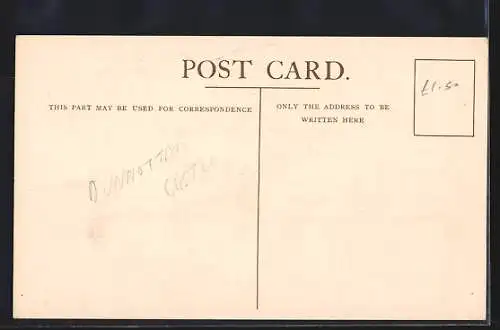 POST CARD.
THIS PART MAY BE USED FOR CORRESPONDENCE
ONLY THE ADDRESS TO BE
WRITTEN HERE
£1.50
DUNNOTTAR
CASTLE